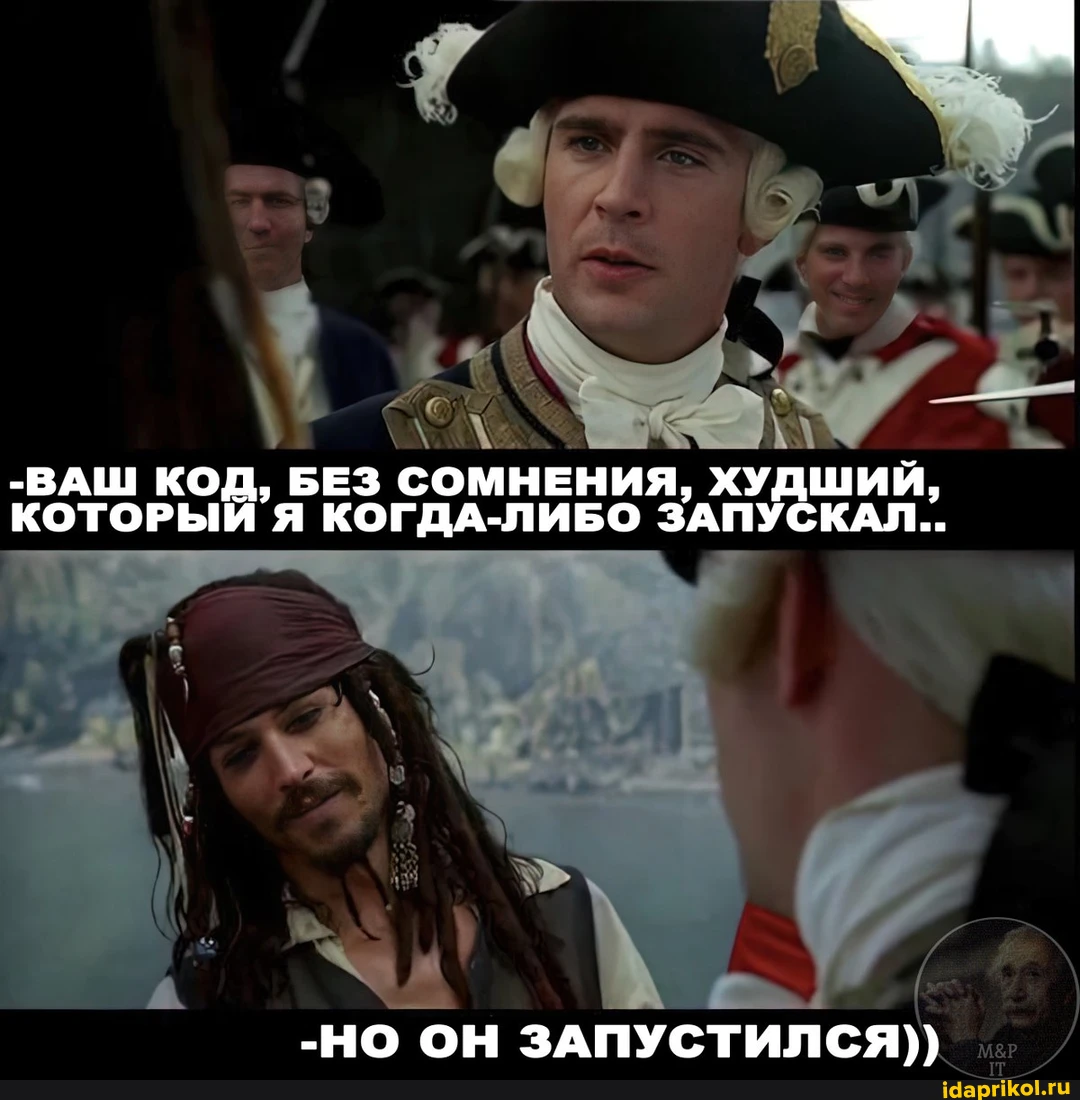 -ВАШ КОД, БЕЗ СОМНЕНИЯ, ХУДШИЙ,
КОТОРЫЙ Я КОГДА-ЛИБО ЗАПУСКАЛ..
-НО ОН ЗАПУСТИЛСЯ))
M&P
IT
idaprikol.ru